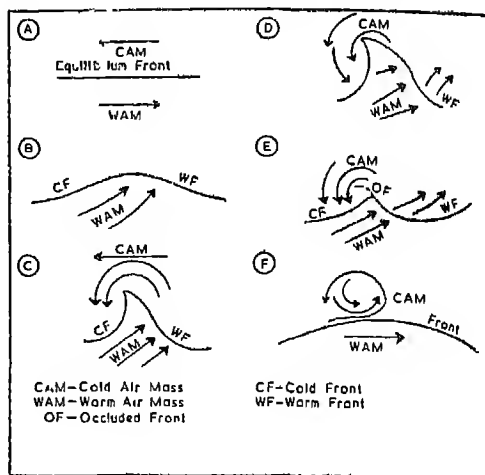 A
CAM
Equilibrium Front
WAM
B
CF
WF
WAM
C
CAM
CF
WF
WAM
CAM-Cold Air Mass
WAM-Warm Air Mass
OF-Occluded Front
D
CAM
WF
WAM
E
CAM
OF
CF
WF
WAM
F
CAM
Front
WAM
CF-Cold Front
WF-Warm Front